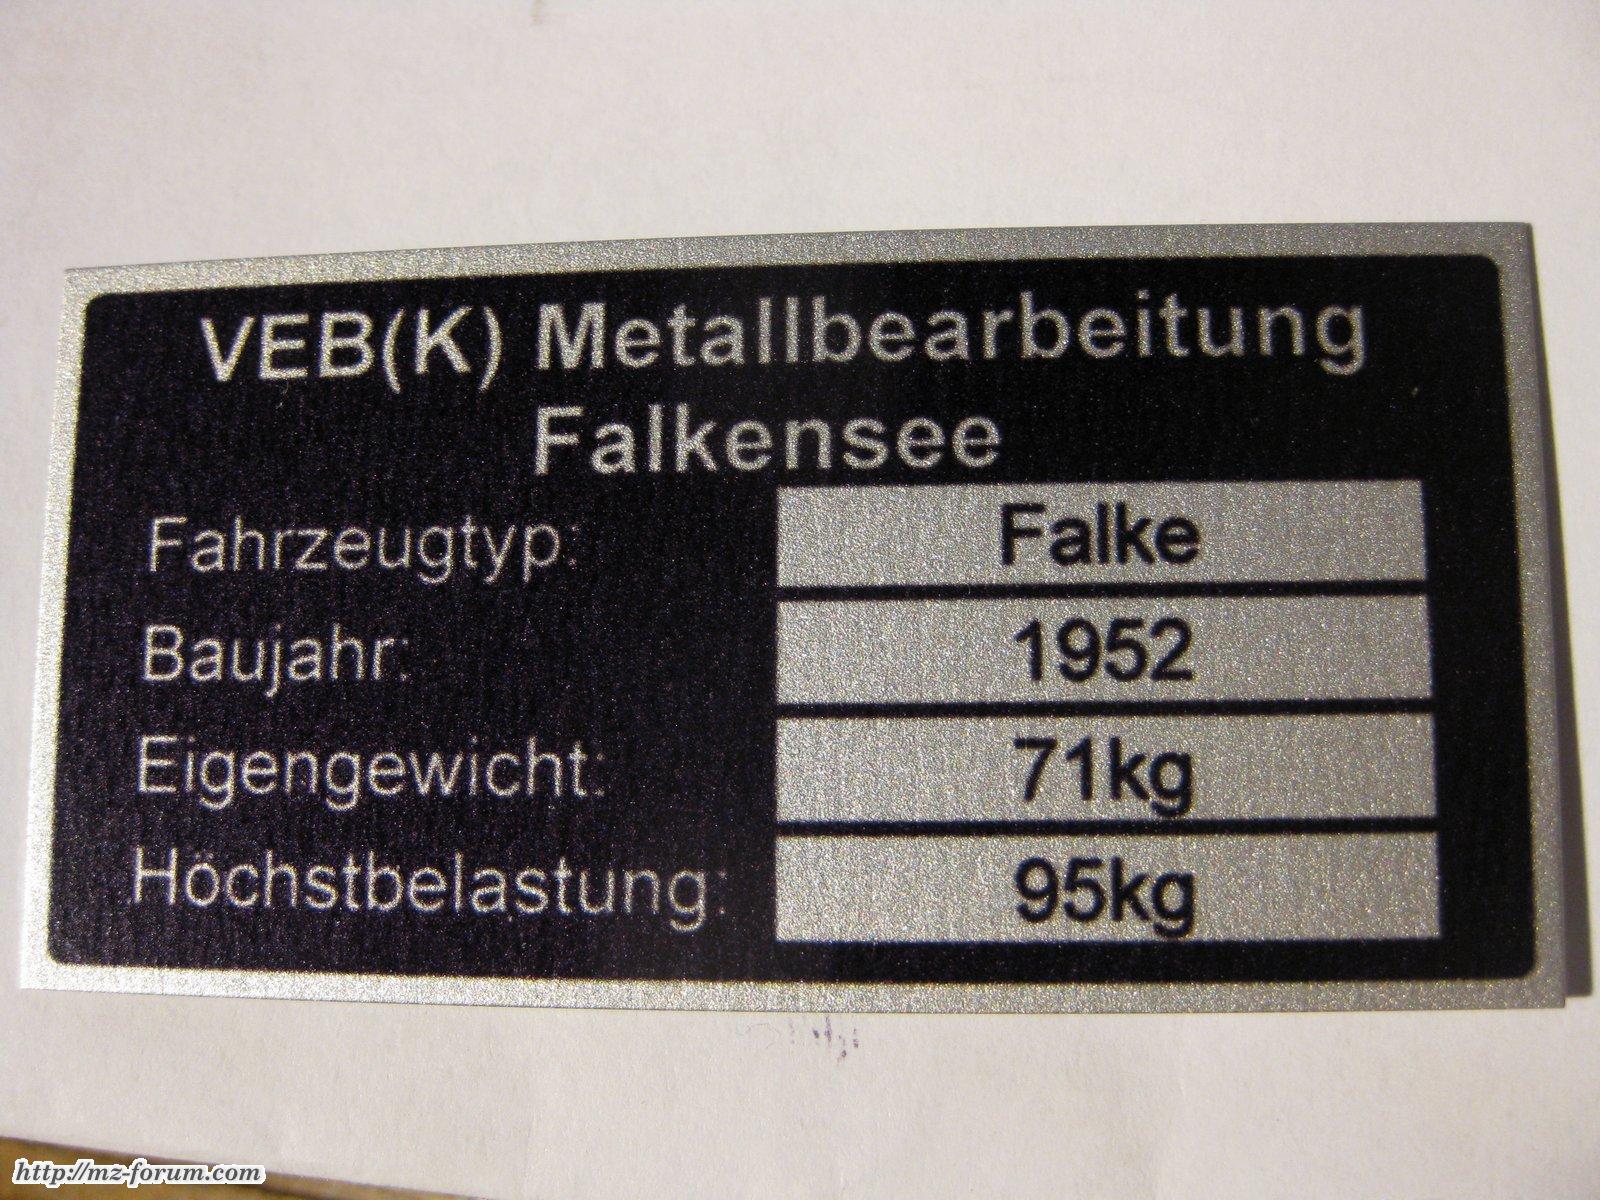 VEB(K) Metallbearbeitung
Falkensee
Fahrzeugtyp: Falke
Baujahr: 1952
Eigengewicht: 71kg
Höchstbelastung: 95kg
http://mz-forum.com